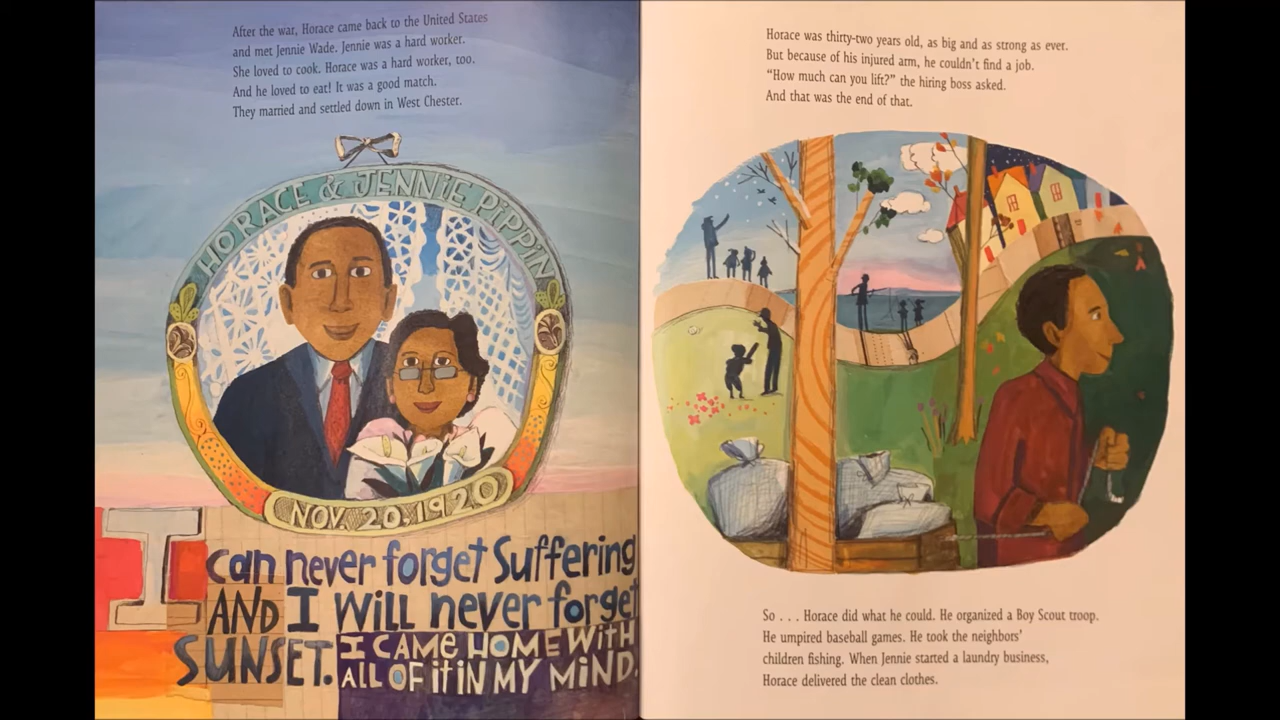 After the war, Horace came back to the United States
and met Jennie Wade. Jennie was a hard worker.
She loved to cook. Horace was a hard worker, too.
And he loved to eat! It was a good match.
They married and settled down in West Chester.
HORACE & JENNiE PiPPiN
NOV. 20, 1920
I can never forget Suffering
AND I WiLL never forget
SUNSET. I CAME HOME WiTH
ALL OF iT iN MY MiND.
Horace was thirty-two years old, as big and as strong as ever.
But because of his injured arm, he couldn't find a job.
“How much can you lift?” the hiring boss asked.
And that was the end of that.
So . . . Horace did what he could. He organized a Boy Scout troop.
He umpired baseball games. He took the neighbors'
children fishing. When Jennie started a laundry business,
Horace delivered the clean clothes.